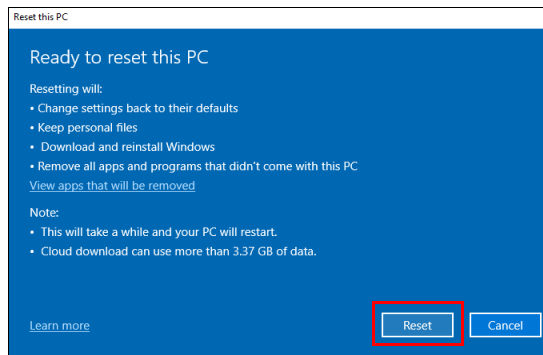 Reset this PC
Ready to reset this PC
Resetting will:
• Change settings back to their defaults
• Keep personal files
• Download and reinstall Windows
• Remove all apps and programs that didn't come with this PC
View apps that will be removed
Note:
• This will take a while and your PC will restart.
• Cloud download can use more than 3.37 GB of data.
Learn more
Reset
Cancel